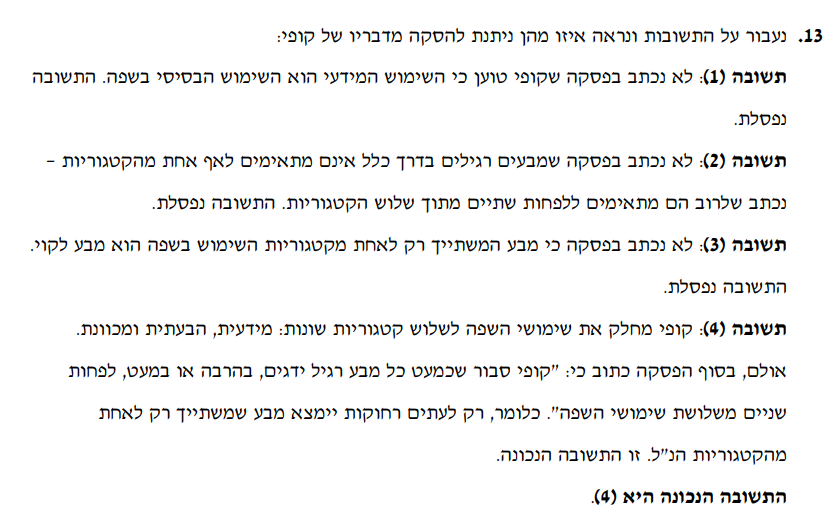 13. נעבור על התשובות ונראה איזו מהן ניתנת להסקה מדבריו של קופי:
תשובה (1): לא נכתב בפסקה שקופי טוען כי השימוש המידעי הוא השימוש הבסיסי בשפה. התשובה
נפסלת.
תשובה (2): לא נכתב בפסקה שמבעים רגילים בדרך כלל אינם מתאימים לאף אחת מהקטגוריות –
נכתב שלרוב הם מתאימים ללפחות שתיים מתוך שלוש הקטגוריות. התשובה נפסלת.
תשובה (3): לא נכתב בפסקה כי מבע המשתייך רק לאחת מקטגוריות השימוש בשפה הוא מבע לקוי.
התשובה נפסלת.
תשובה (4): קופי מחלק את שימושי השפה לשלוש קטגוריות שונות: מידעית, הבעתית ומכוונת.
אולם, בסוף הפסקה כתוב כי: "קופי סבור שכמעט כל מבע רגיל ידגים, בהרבה או במעט, לפחות
שניים משלושת שימושי השפה". כלומר, רק לעתים רחוקות יימצא מבע שמשתייך רק לאחת
מהקטגוריות הנ"ל. זו התשובה הנכונה.
התשובה הנכונה היא (4).